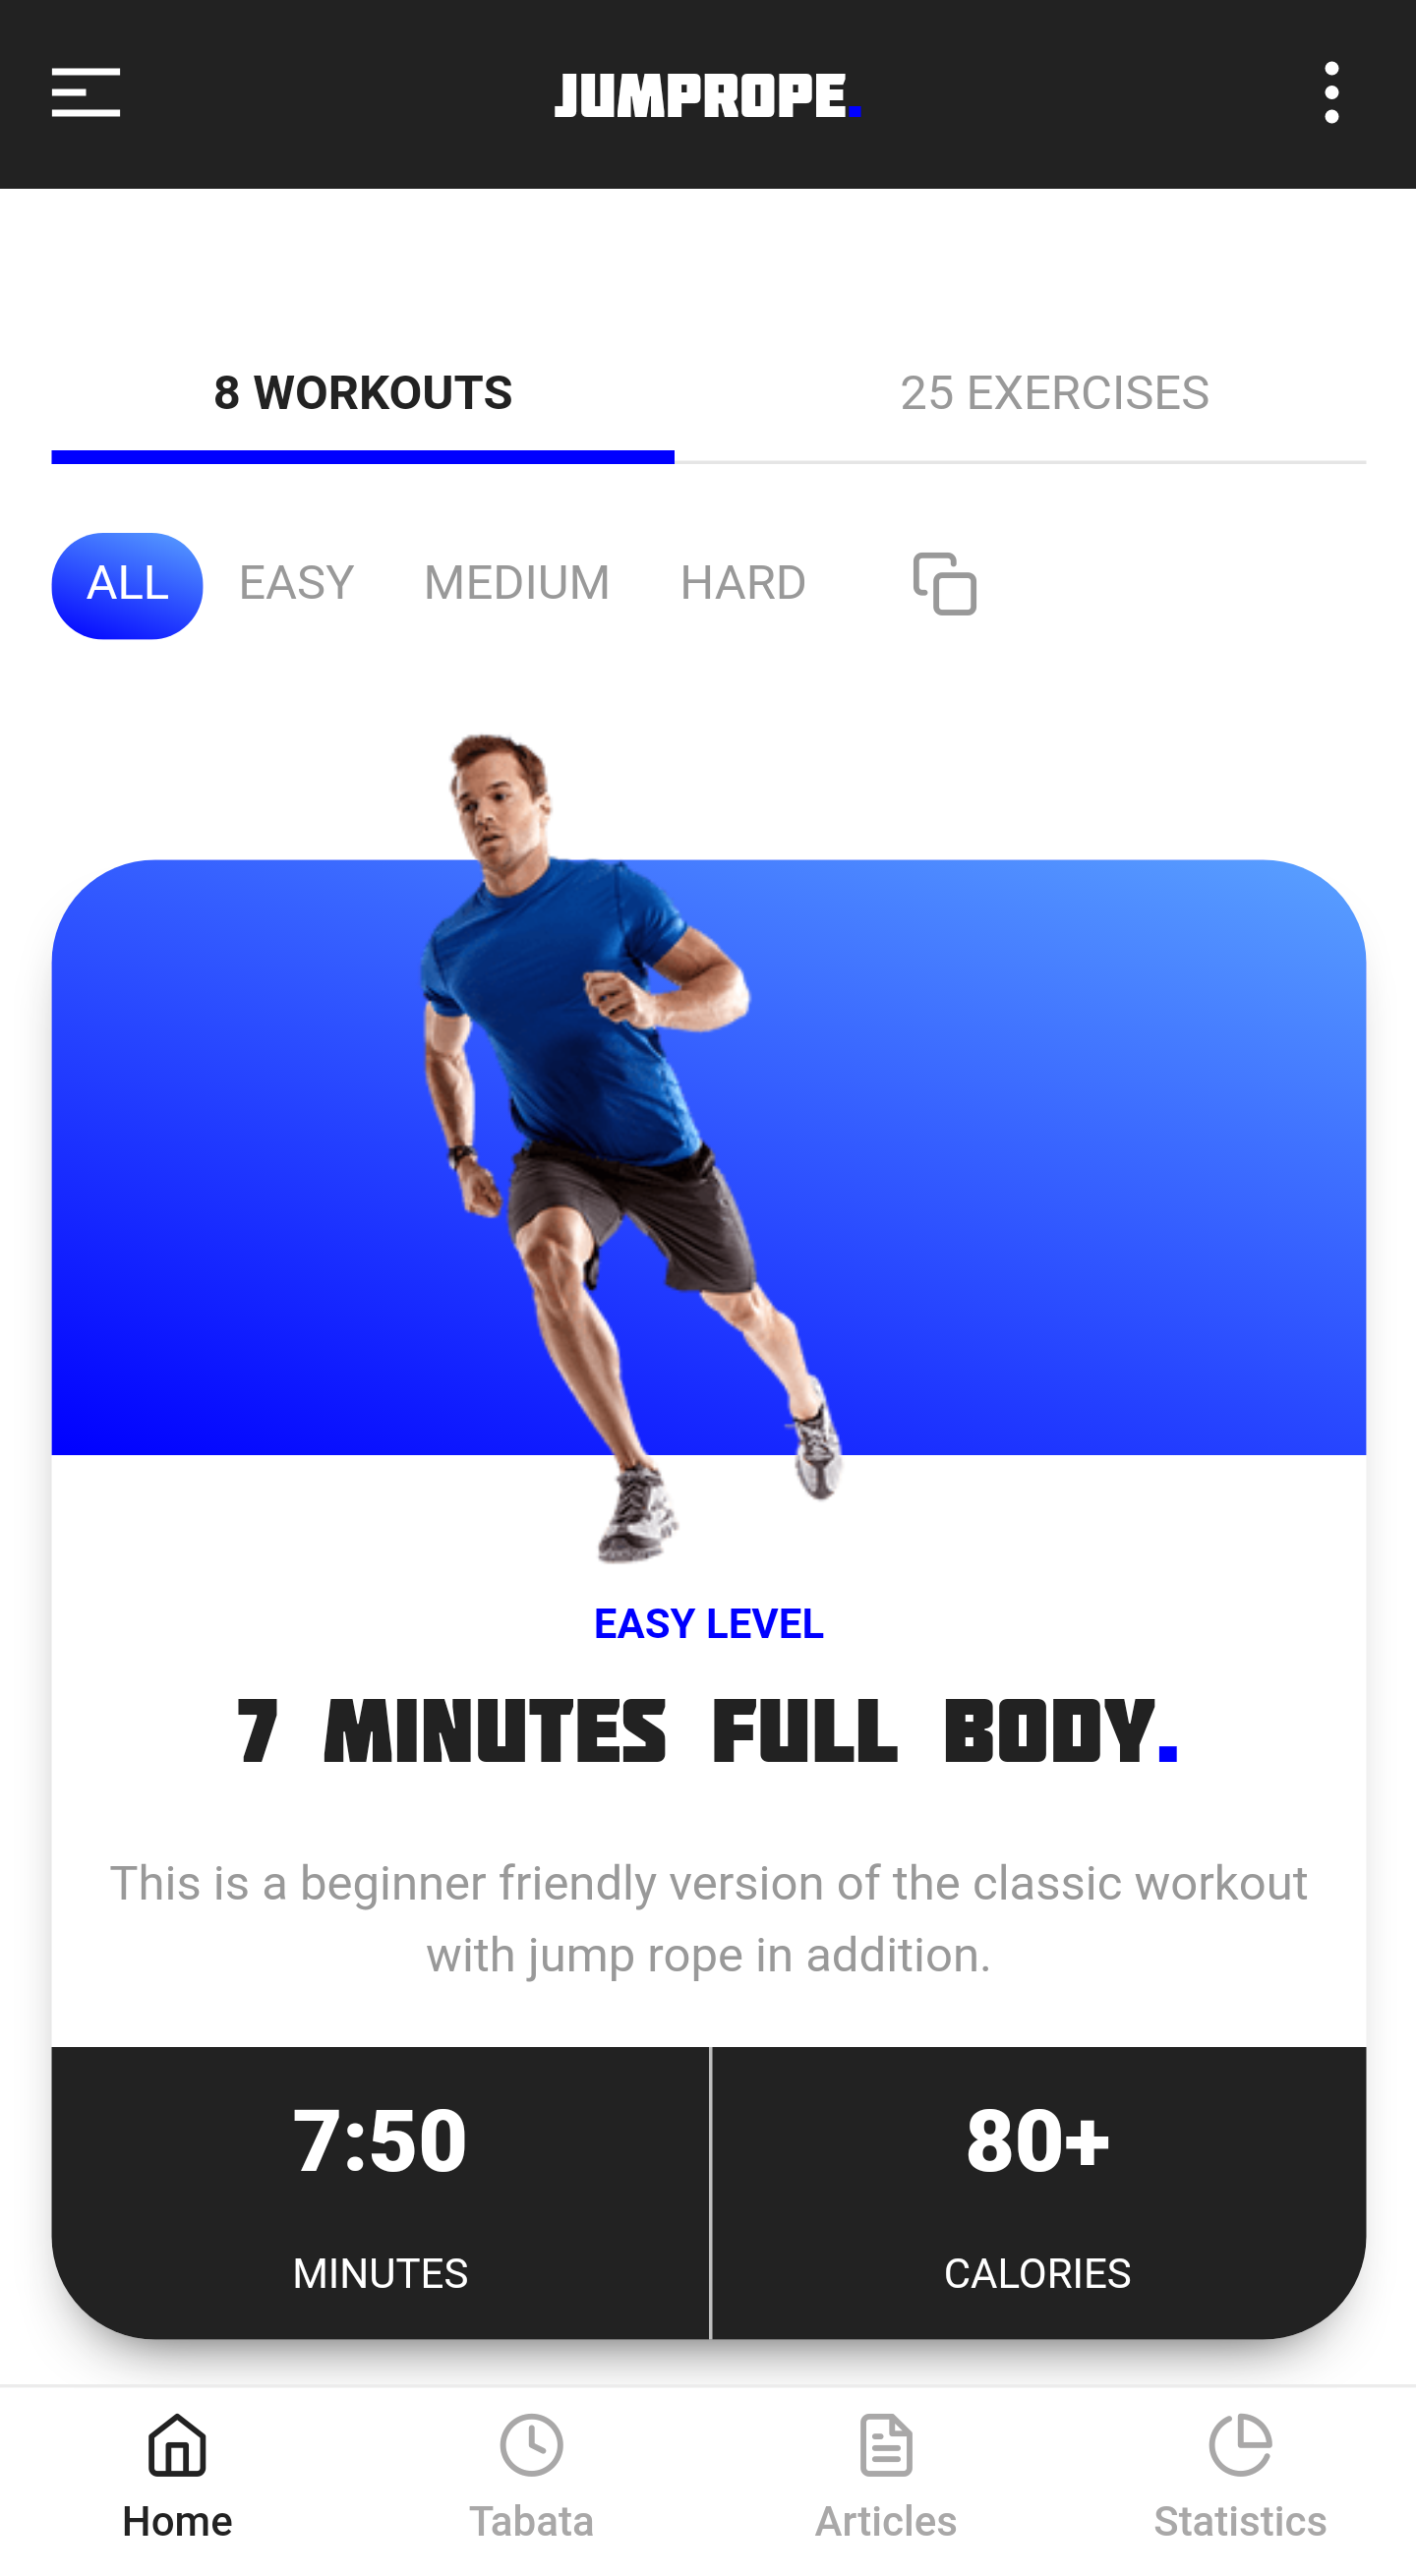 JUMPROPE.
8 WORKOUTS
25 EXERCISES
ALL
EASY
MEDIUM
HARD
EASY LEVEL
7 MINUTES FULL BODY.
This is a beginner friendly version of the classic workout
with jump rope in addition.
7:50
80+
MINUTES
CALORIES
Home
Tabata
Articles
Statistics